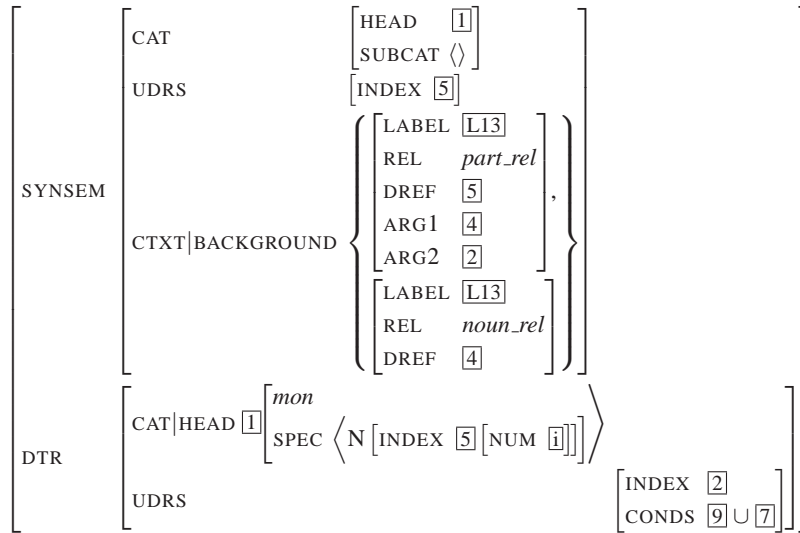 CAT HEAD 1
SUBCAT ⟨⟩
UDRS [INDEX 5]
LABEL L13
REL part_rel
DREF 5
SYNSEM ,
ARG1 4
CTXT|BACKGROUND ARG2 2
LABEL L13
REL noun_rel
DREF 4
mon
CAT|HEAD 1
SPEC ⟨N [INDEX 5 [NUM i]]⟩
DTR
INDEX 2
UDRS
CONDS 9 ∪ 7